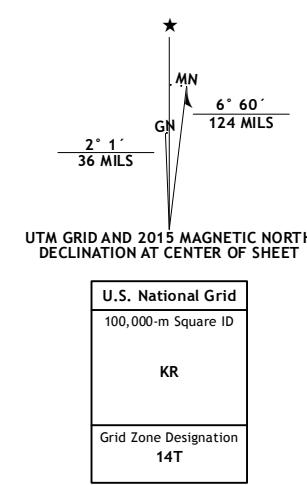 ★
MN
6° 60´
124 MILS
GN
2° 1´
36 MILS
UTM GRID AND 2015 MAGNETIC NORTH
DECLINATION AT CENTER OF SHEET
U.S. National Grid
100,000-m Square ID
KR
Grid Zone Designation
14T